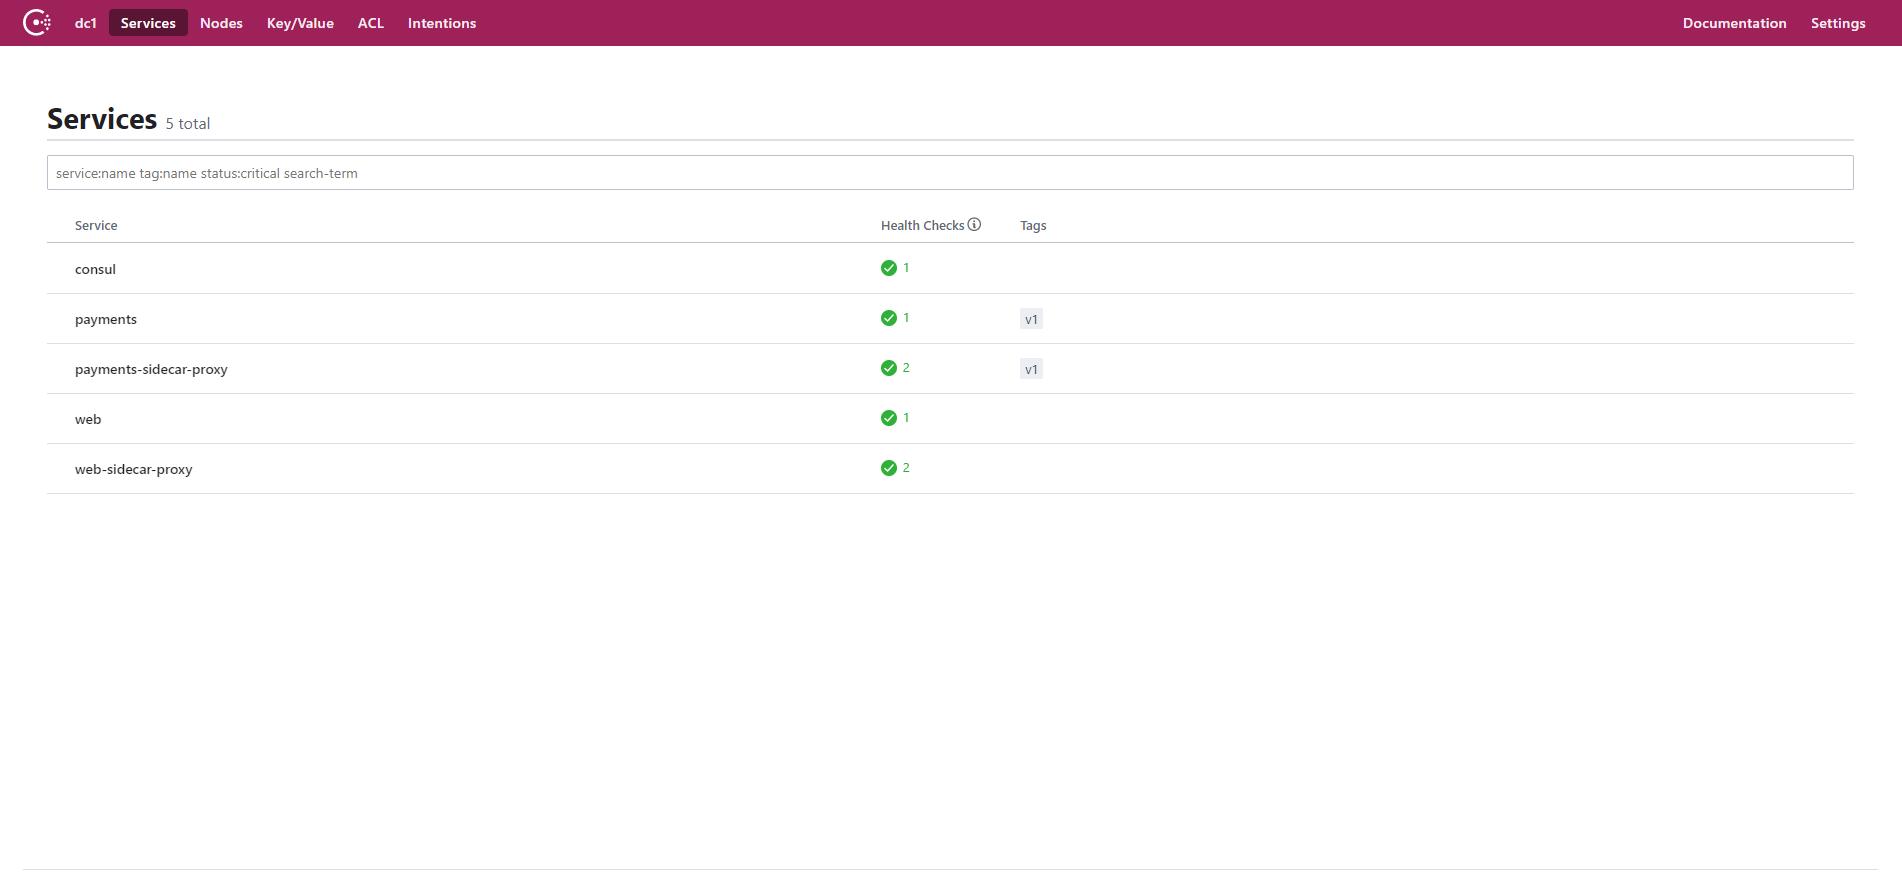 dc1 Services Nodes Key/Value ACL Intentions Documentation Settings
Services 5 total
service:name tag:name status:critical search-term
Service Health Checks Tags
consul 1
payments 1 v1
payments-sidecar-proxy 2 v1
web 1
web-sidecar-proxy 2